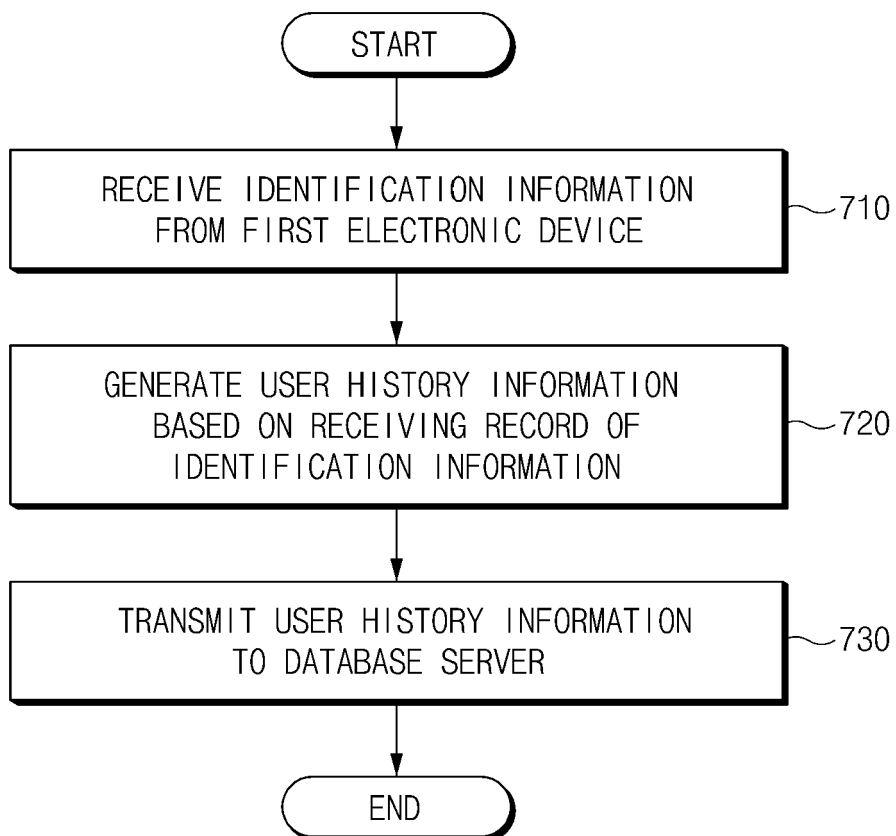 START
RECEIVE IDENTIFICATION INFORMATION
FROM FIRST ELECTRONIC DEVICE
710
GENERATE USER HISTORY INFORMATION
BASED ON RECEIVING RECORD OF
IDENTIFICATION INFORMATION
720
TRANSMIT USER HISTORY INFORMATION
TO DATABASE SERVER
730
END